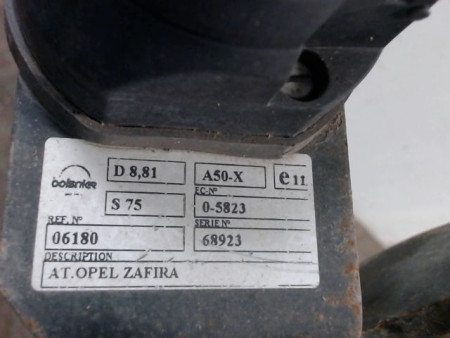 D 8,81 A50-X e11
bolenker EC-Nº
S 75 0-5823
REF. Nº SERIE Nº
06180 68923
DESCRIPTION
AT.OPEL ZAFIRA